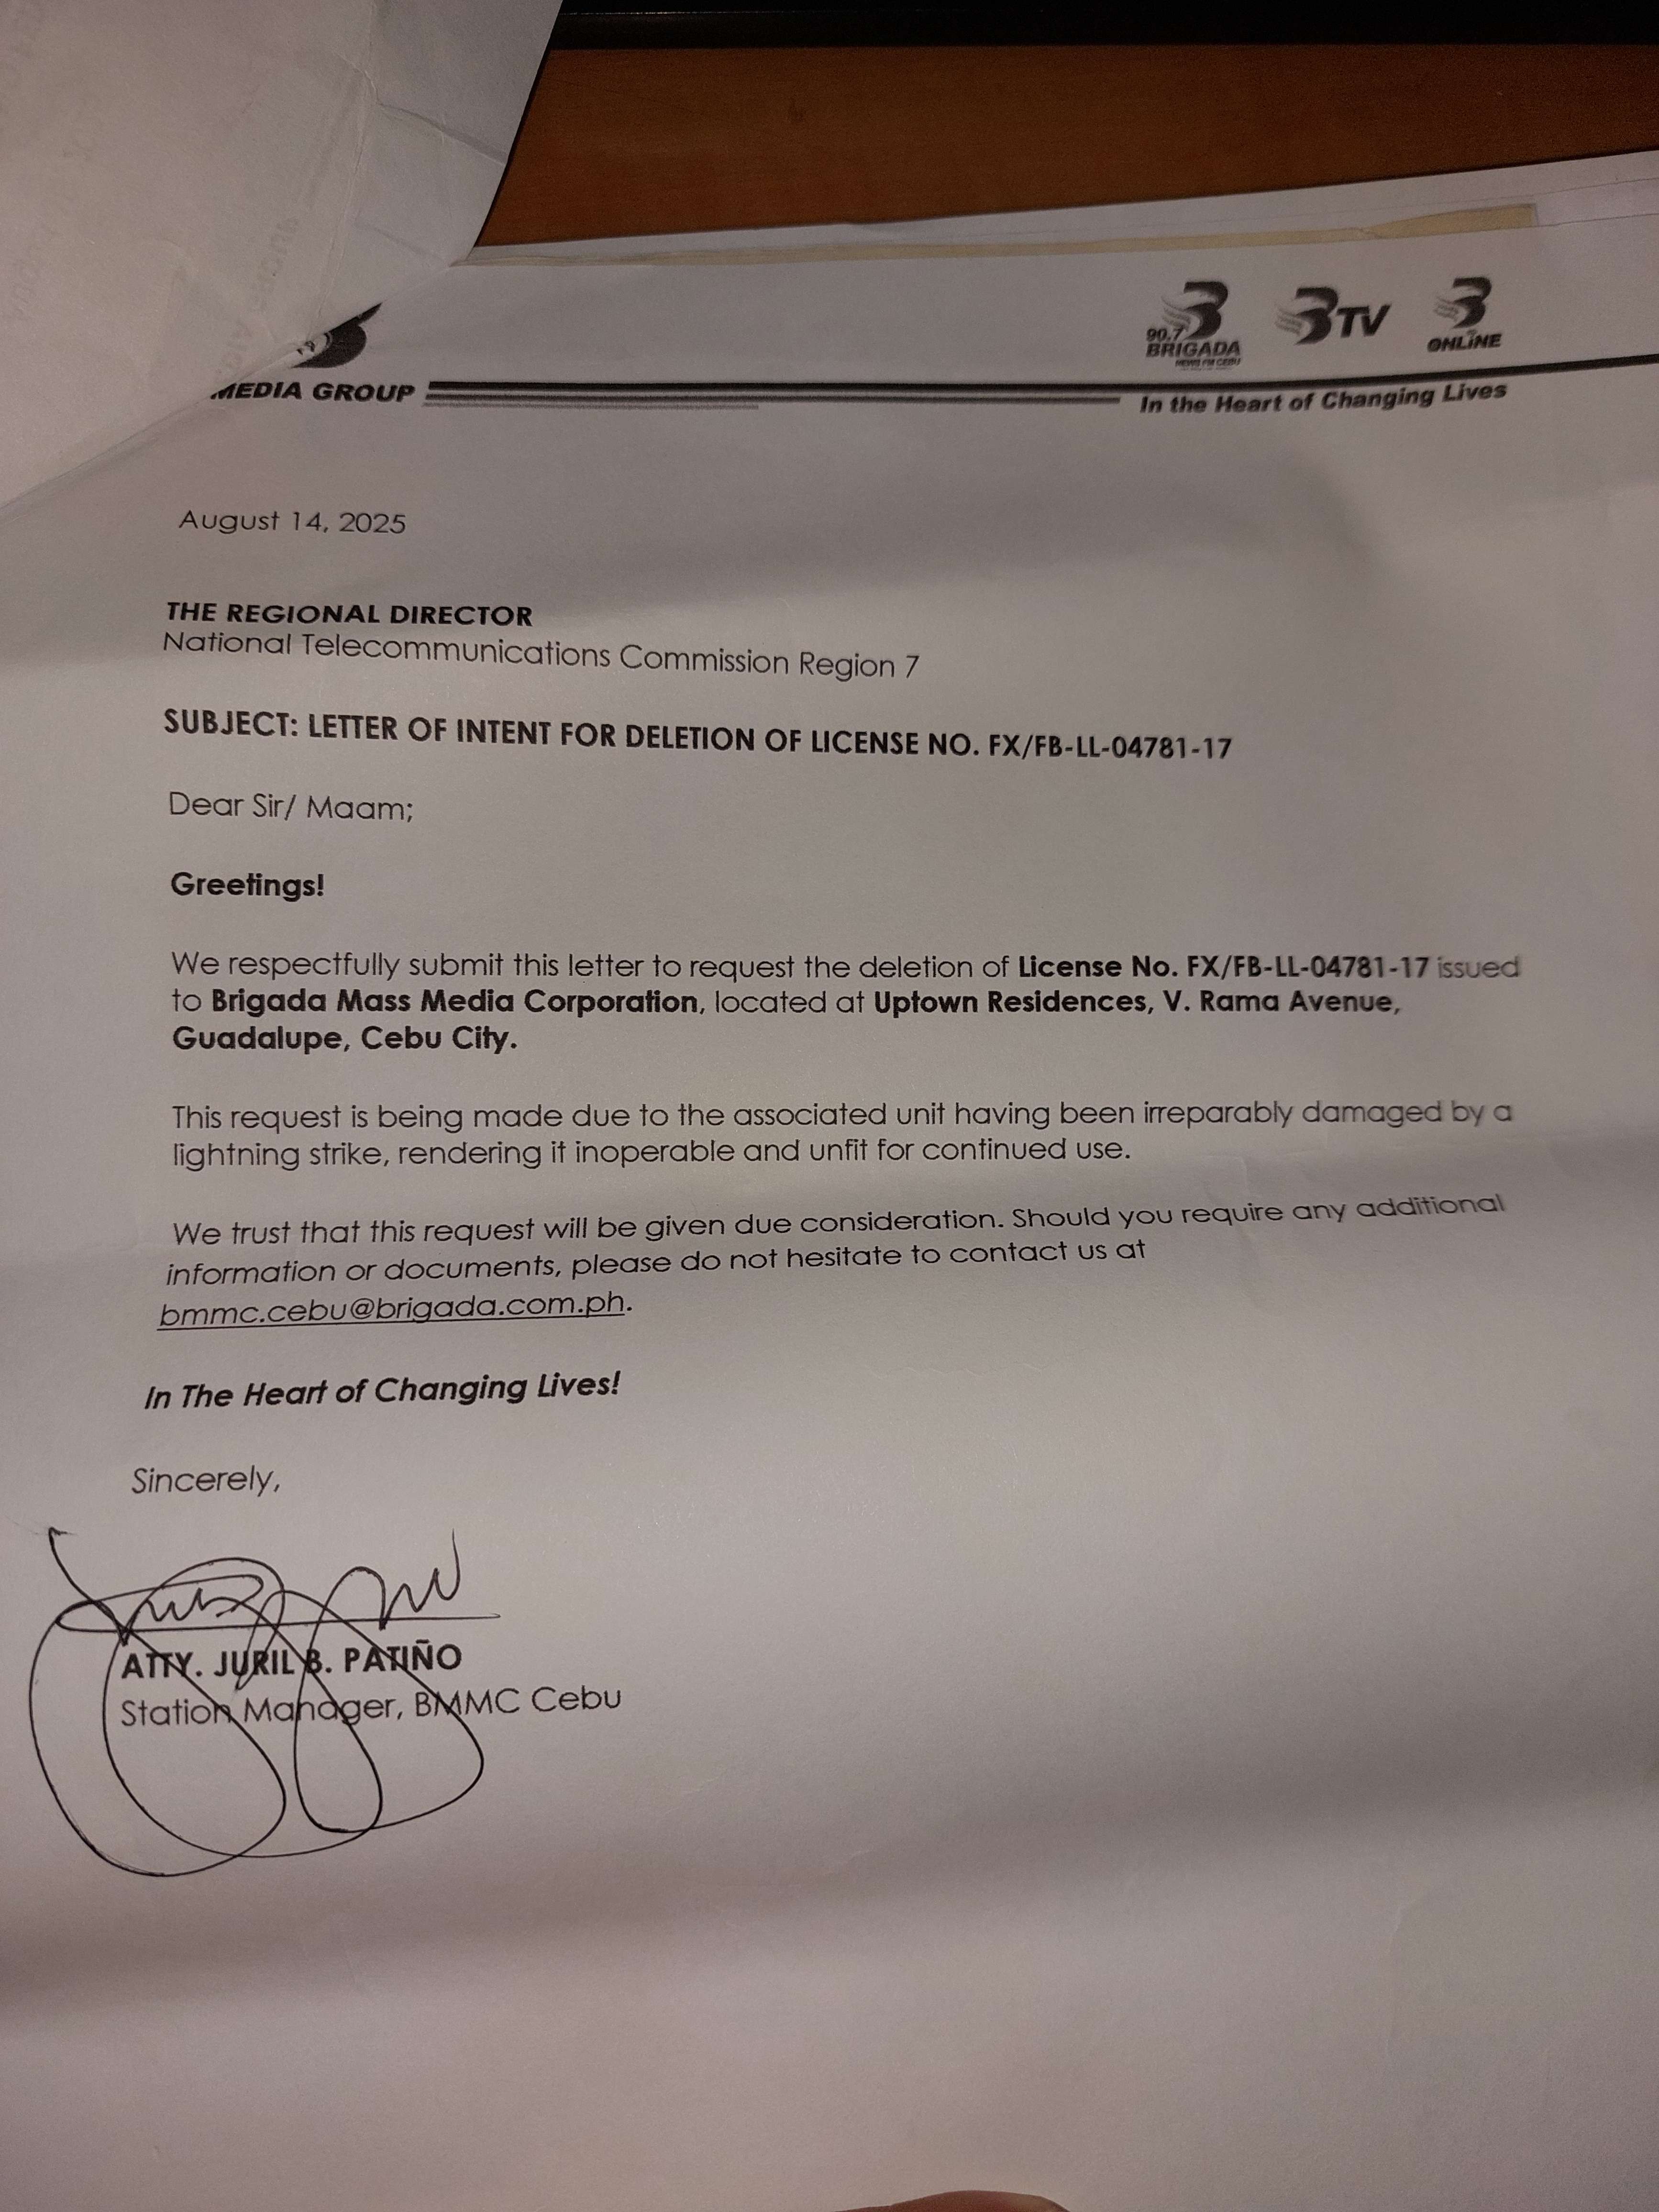 90.7
BRIGADA
NEWS FM CEBU
TV
ONLINE
MEDIA GROUP
In the Heart of Changing Lives
August 14, 2025
THE REGIONAL DIRECTOR
National Telecommunications Commission Region 7
SUBJECT: LETTER OF INTENT FOR DELETION OF LICENSE NO. FX/FB-LL-04781-17
Dear Sir/ Maam;
Greetings!
We respectfully submit this letter to request the deletion of License No. FX/FB-LL-04781-17 issued
to Brigada Mass Media Corporation, located at Uptown Residences, V. Rama Avenue,
Guadalupe, Cebu City.
This request is being made due to the associated unit having been irreparably damaged by a
lightning strike, rendering it inoperable and unfit for continued use.
We trust that this request will be given due consideration. Should you require any additional
information or documents, please do not hesitate to contact us at
bmmc.cebu@brigada.com.ph.
In The Heart of Changing Lives!
Sincerely,
ATTY. JURIL B. PATIÑO
Station Manager, BMMC Cebu